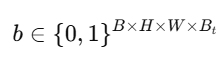 b ∈ {0, 1}^{B×H×W×B_t}